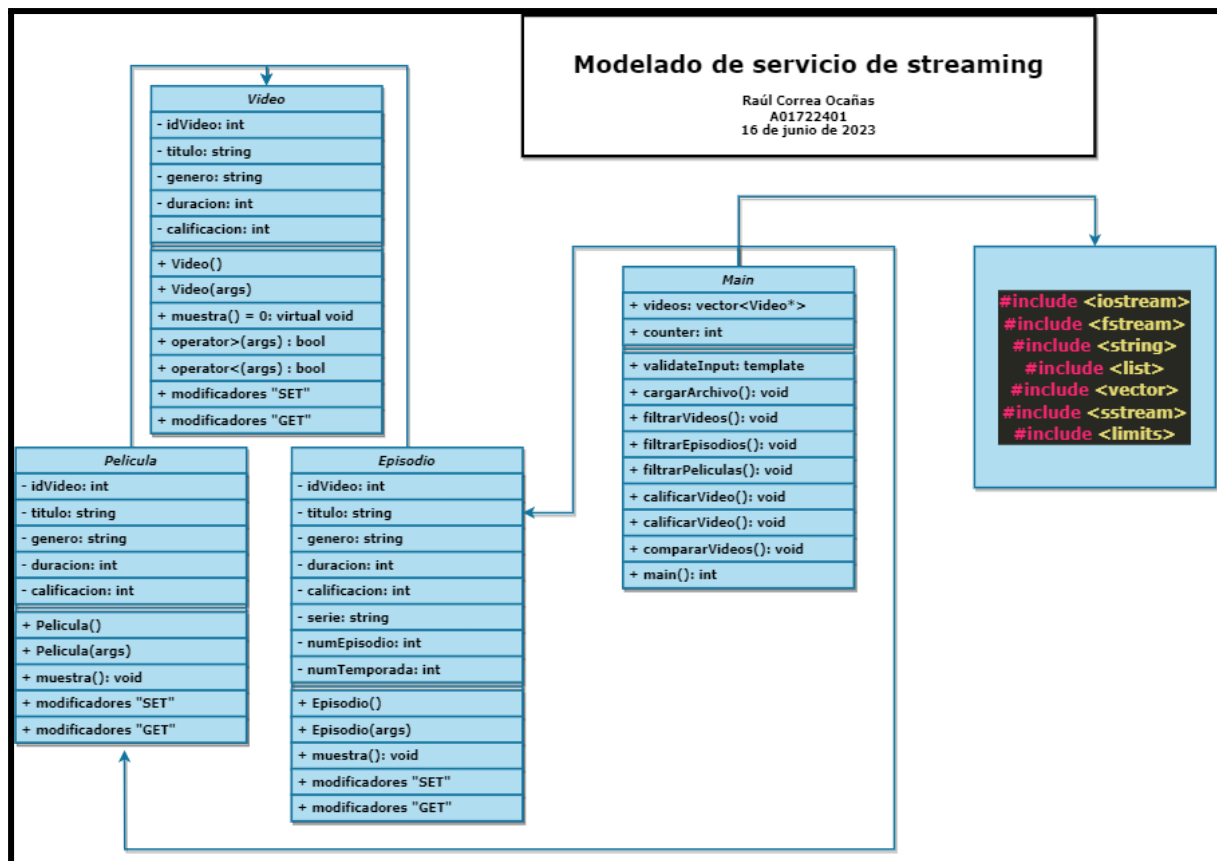 Modelado de servicio de streaming
Raúl Correa Ocañas
A01722401
16 de junio de 2023
Video
- idVideo: int
- titulo: string
- genero: string
- duracion: int
- calificacion: int
+ Video()
+ Video(args)
+ muestra() = 0: virtual void
+ operator>(args) : bool
+ operator<(args) : bool
+ modificadores "SET"
+ modificadores "GET"
Pelicula
- idVideo: int
- titulo: string
- genero: string
- duracion: int
- calificacion: int
+ Pelicula()
+ Pelicula(args)
+ muestra(): void
+ modificadores "SET"
+ modificadores "GET"
Episodio
- idVideo: int
- titulo: string
- genero: string
- duracion: int
- calificacion: int
- serie: string
- numEpisodio: int
- numTemporada: int
+ Episodio()
+ Episodio(args)
+ muestra(): void
+ modificadores "SET"
+ modificadores "GET"
Main
+ videos: vector<Video*>
+ counter: int
+ validateInput: template
+ cargarArchivo(): void
+ filtrarVideos(): void
+ filtrarEpisodios(): void
+ filtrarPeliculas(): void
+ calificarVideo(): void
+ calificarVideo(): void
+ compararVideos(): void
+ main(): int
#include <iostream>
#include <fstream>
#include <string>
#include <list>
#include <vector>
#include <sstream>
#include <limits>